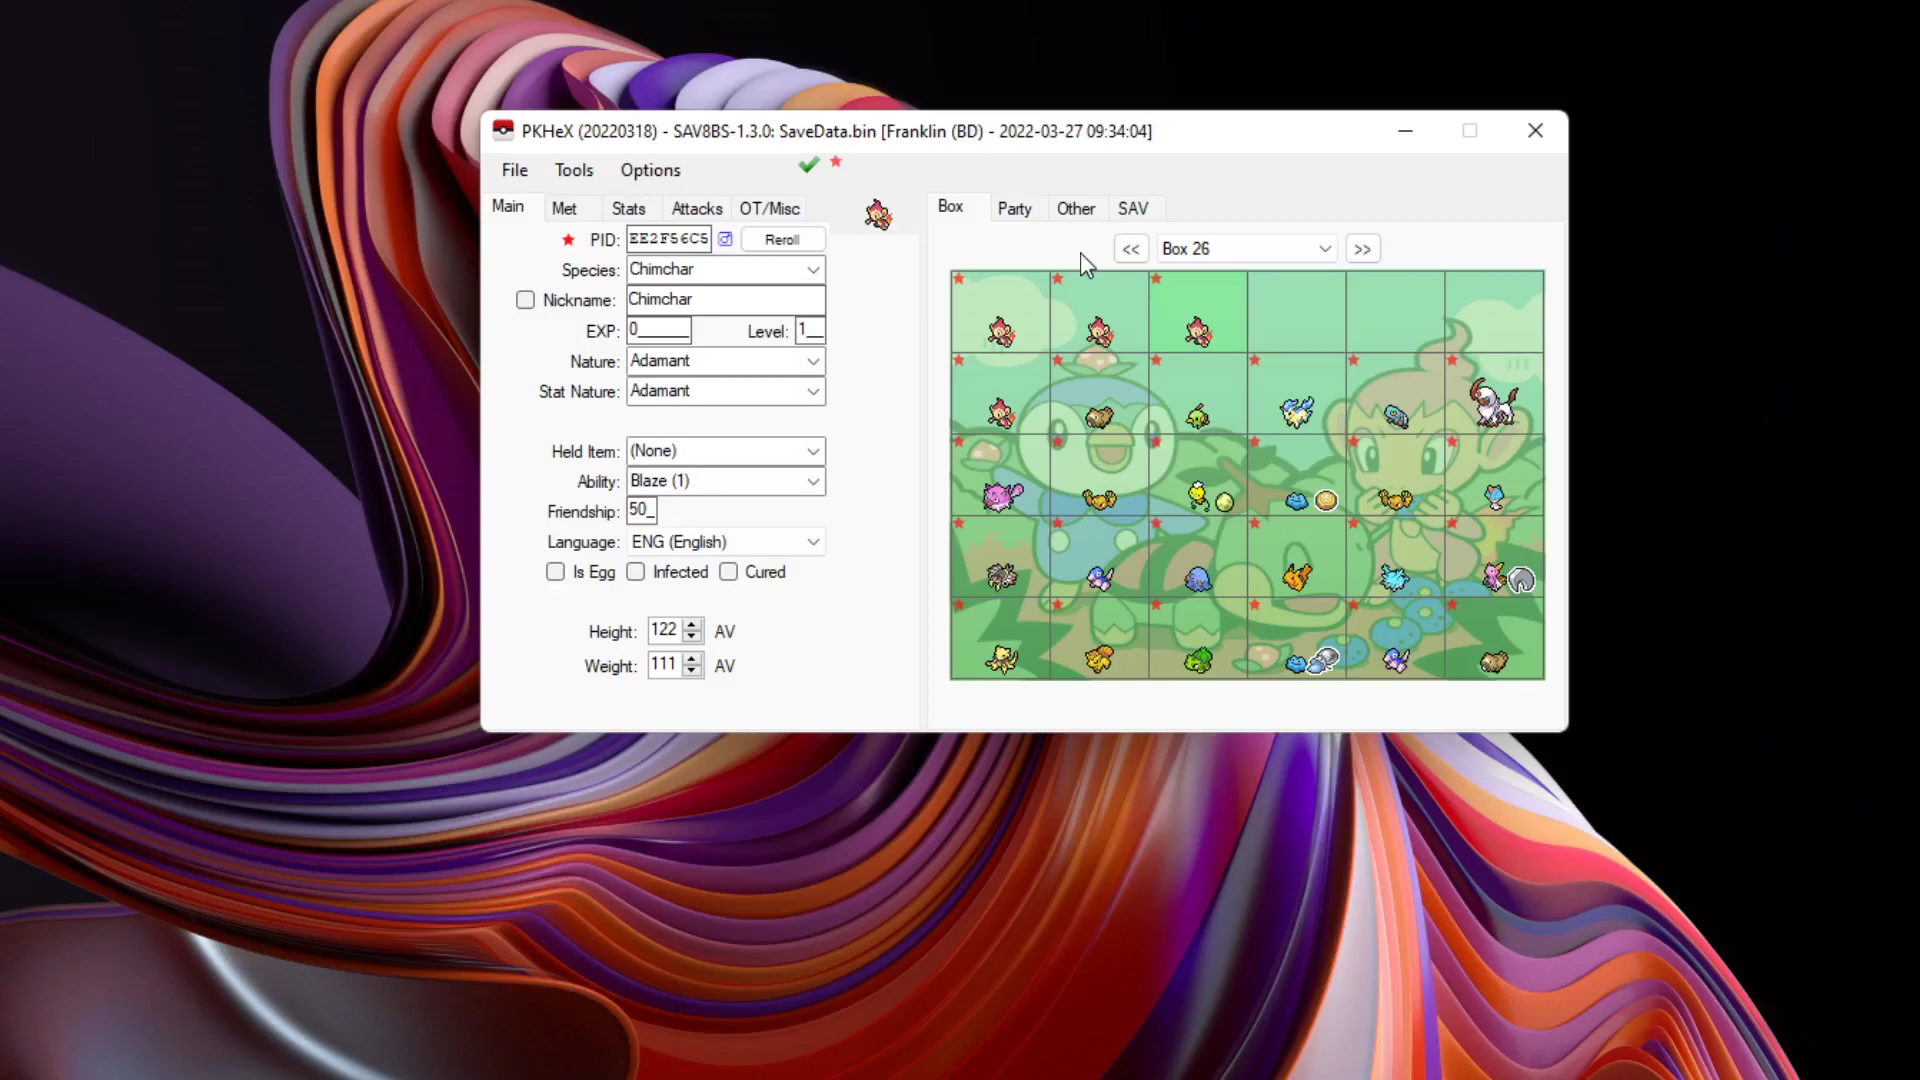 PKHeX (20220318) - SAV8BS-1.3.0: SaveData.bin [Franklin (BD) - 2022-03-27 09:34:04]
File Tools Options
Main Met Stats Attacks OT/Misc
PID: EE2F56C5 Reroll
Species: Chimchar
Nickname: Chimchar
EXP: 0_____ Level: 1__
Nature: Adamant
Stat Nature: Adamant
Held Item: (None)
Ability: Blaze (1)
Friendship: 50_
Language: ENG (English)
Is Egg Infected Cured
Height: 122 AV
Weight: 111 AV
Box Party Other SAV
<< Box 26 >>